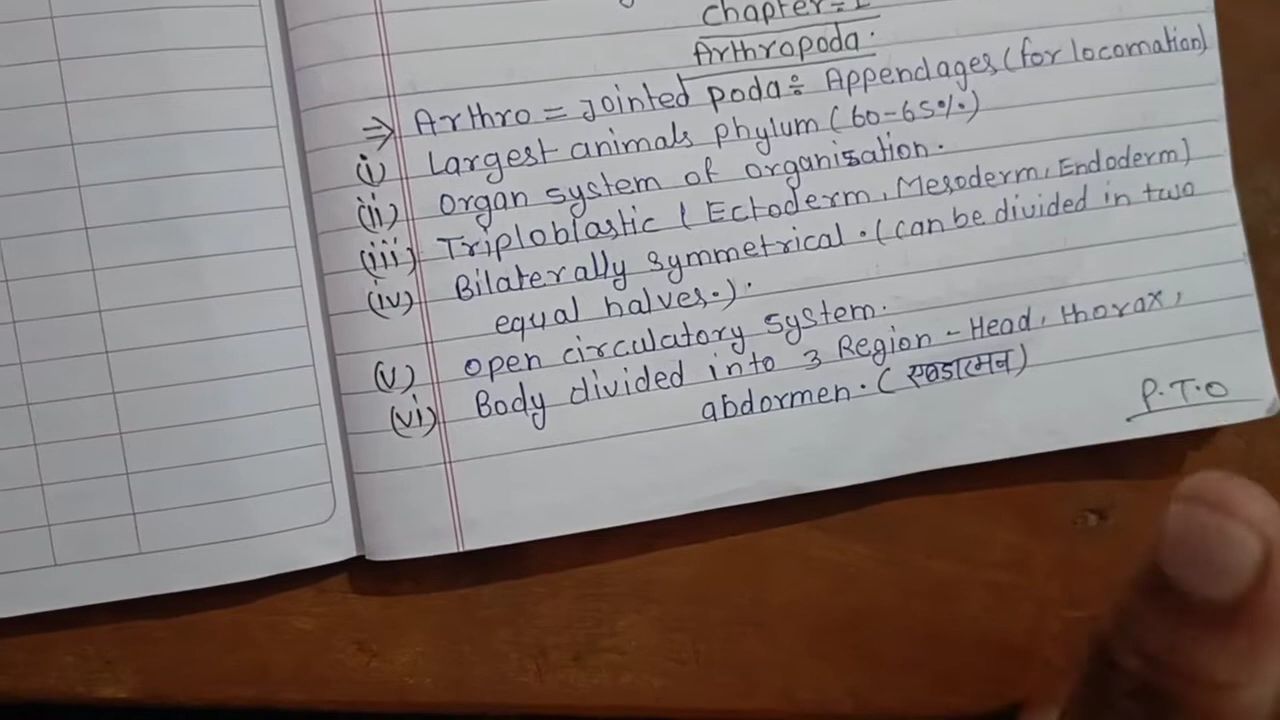 Chapter-
Arthropoda.
⇒ Arthro = Jointed poda÷ Appendages (for locomation)
(i) Largest animals phylum (60-65%)
(ii) organ system of organisation.
(iii) Triploblastic ( Ectoderm, Mesoderm, Endoderm)
(iv) Bilaterally symmetrical. (can be divided in two
equal halves.).
(v) open circulatory system.
(vi) Body divided into 3 Region - Head, thorax,
abdormen. ( )
P.T.O